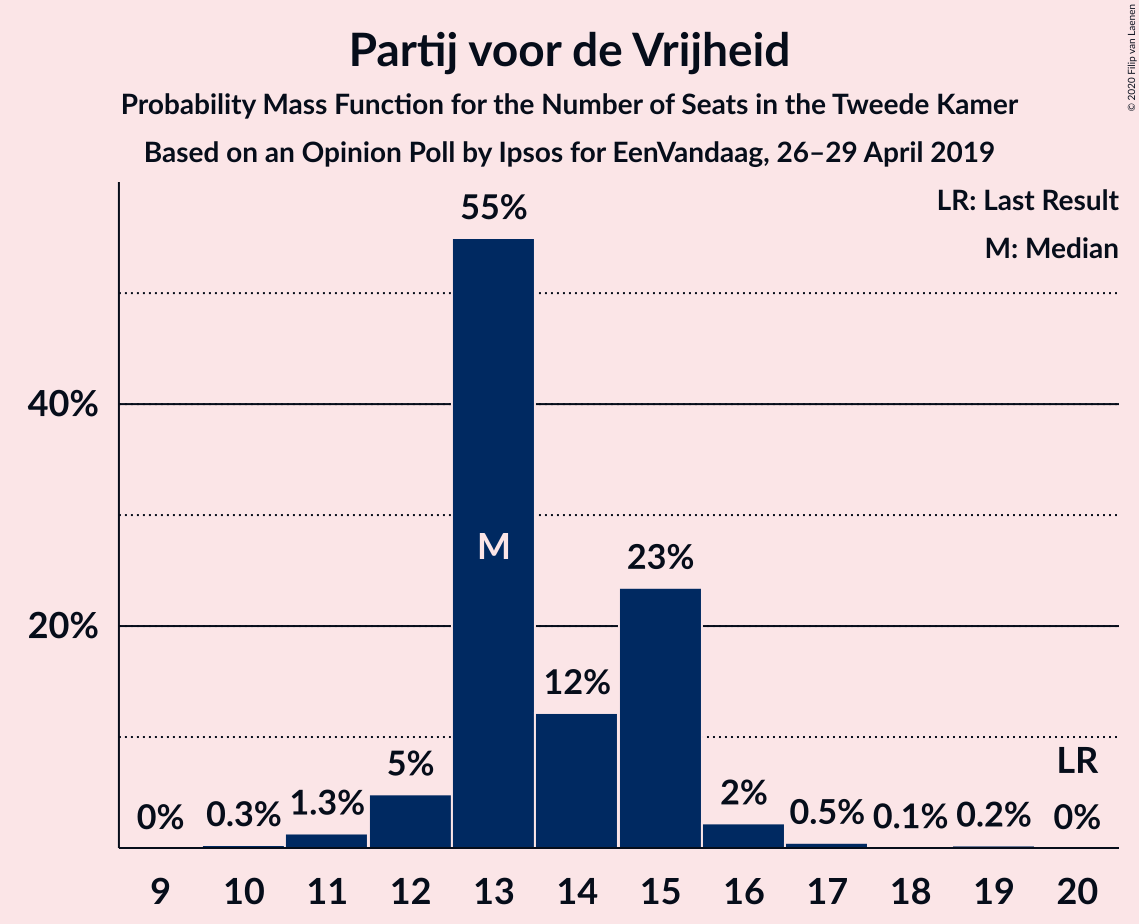 Partij voor de Vrijheid
Probability Mass Function for the Number of Seats in the Tweede Kamer
Based on an Opinion Poll by Ipsos for EenVandaag, 26–29 April 2019
© 2020 Filip van Laenen
LR: Last Result
M: Median
55%
40%
M
23%
20%
12%
5%
LR
0% 0.3% 1.3% 2% 0.5% 0.1% 0.2% 0%
9 10 11 12 13 14 15 16 17 18 19 20